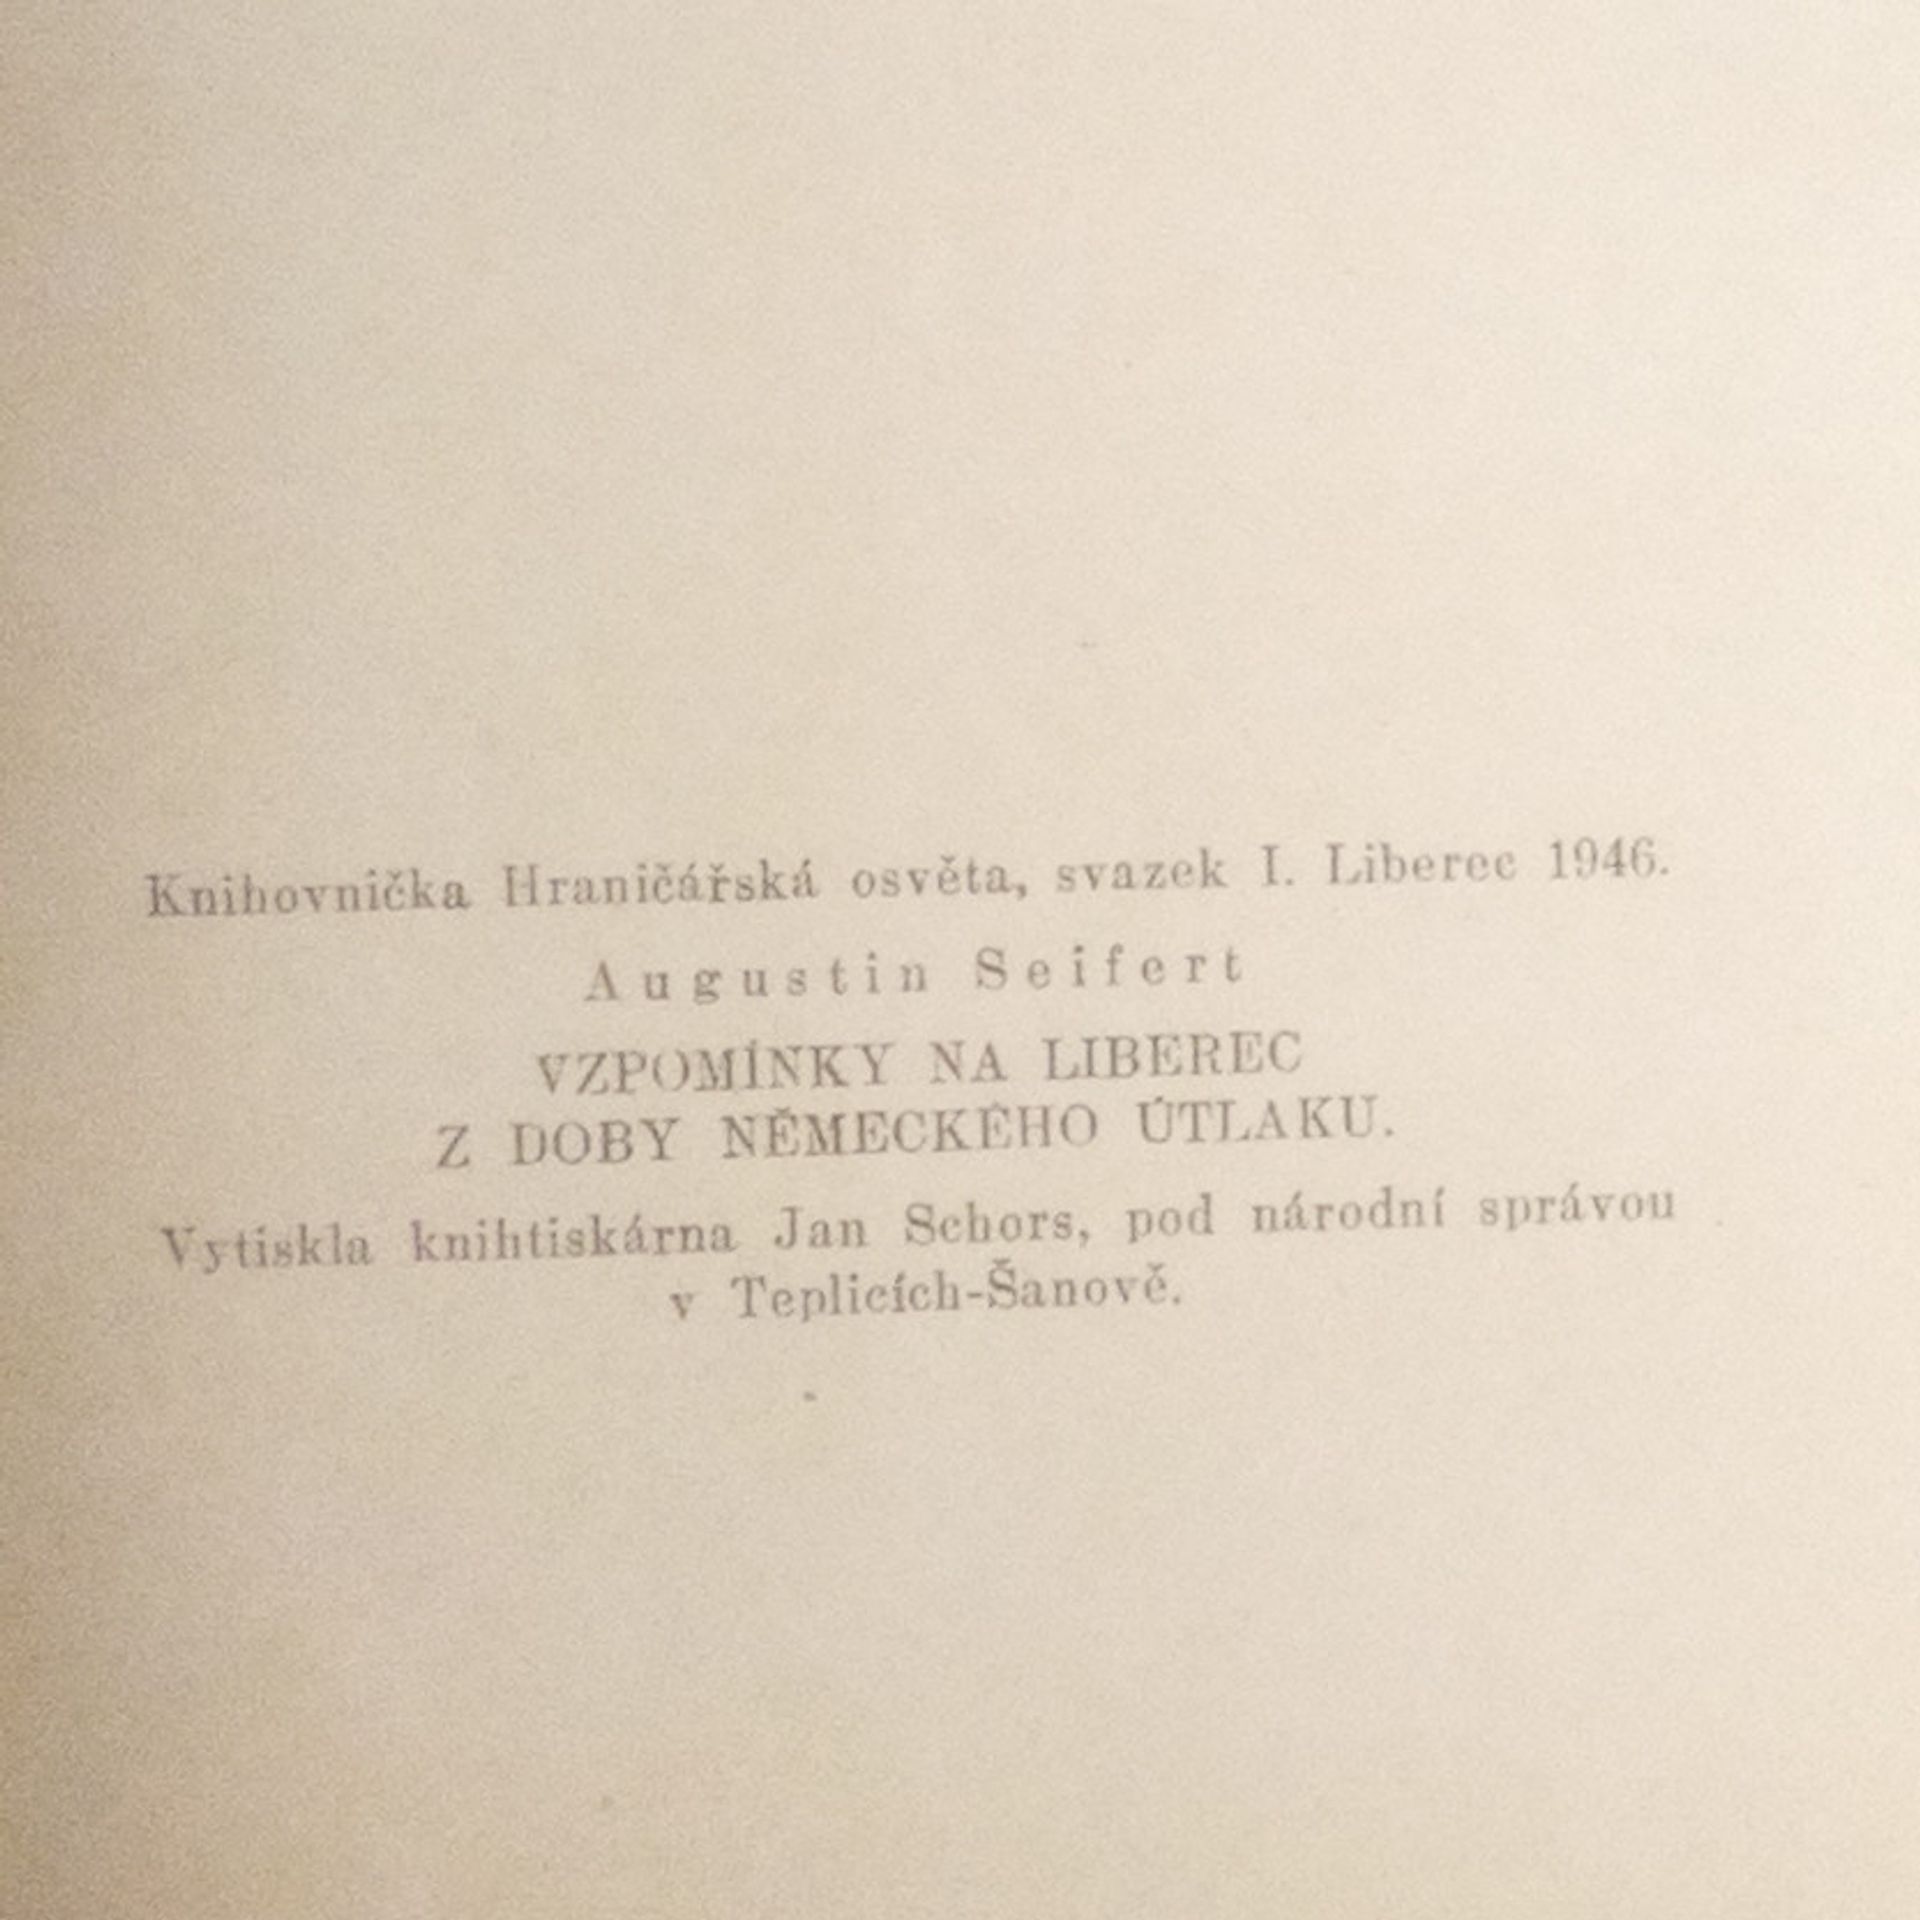 Knihovnička Hraničářská osvěta, svazek I. Liberec 1946.
Augustin Seifert
VZPOMÍNKY NA LIBEREC
Z DOBY NĚMECKÉHO ÚTLAKU.
Vytiskla knihtiskárna Jan Schors, pod národní správou
v Teplicích-Šanově.